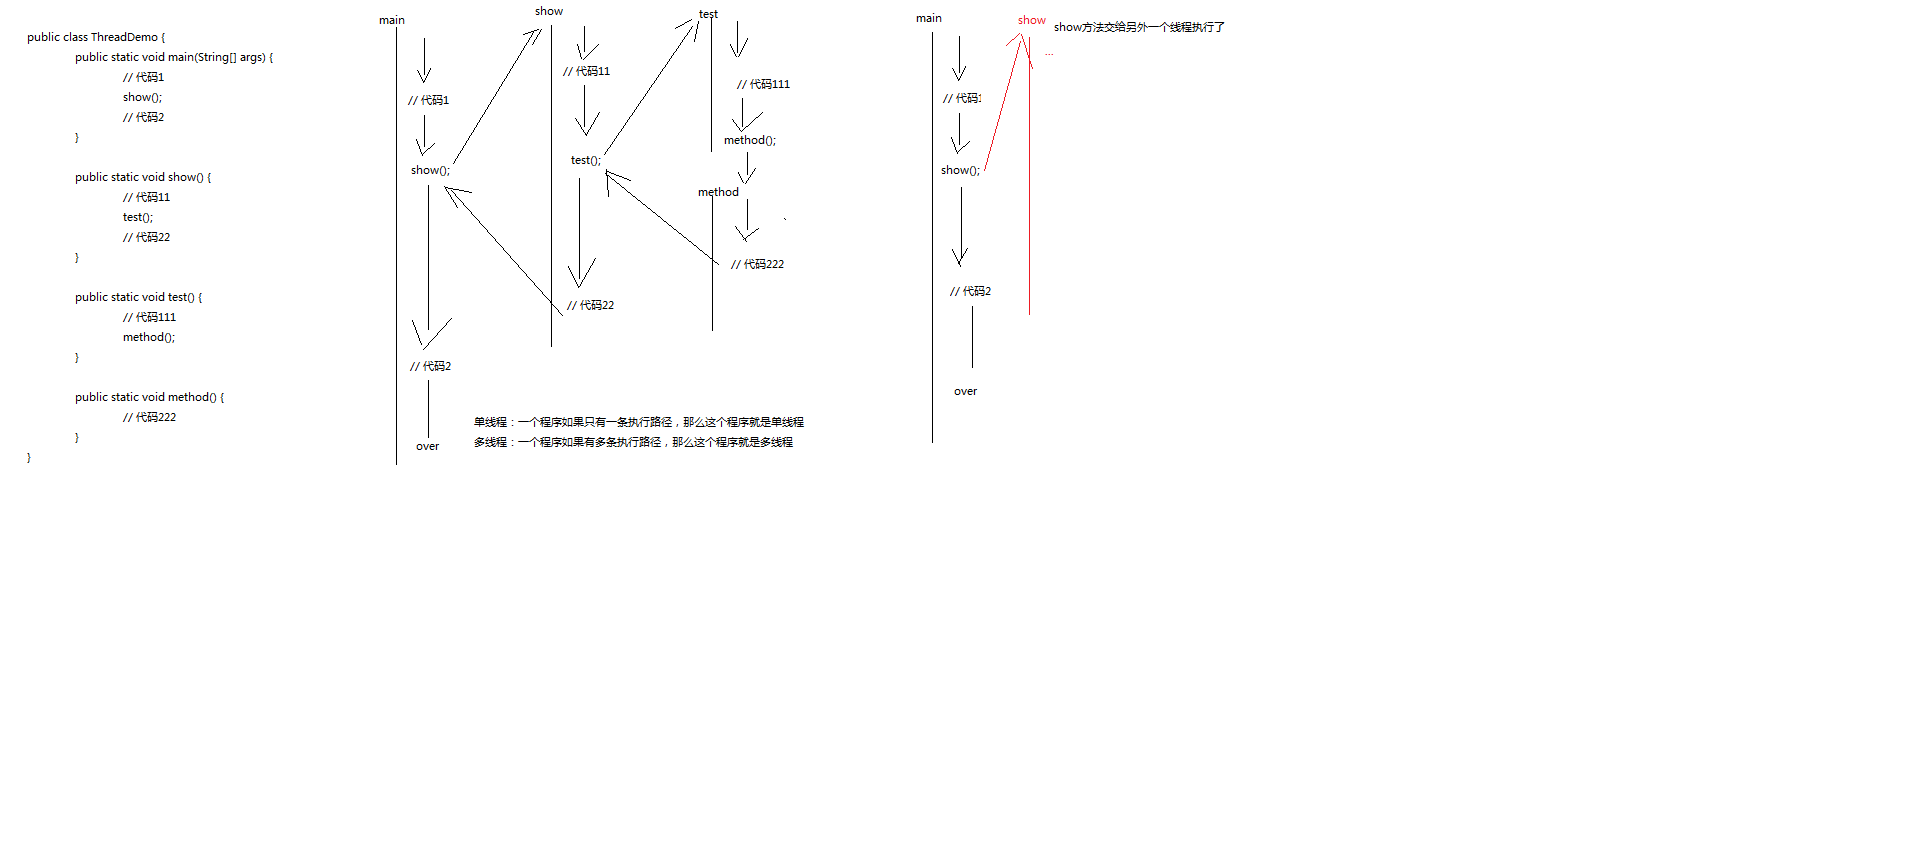 public class ThreadDemo {
public static void main(String[] args) {
// 代码1
show();
// 代码2
}
public static void show() {
// 代码11
test();
// 代码22
}
public static void test() {
// 代码111
method();
}
public static void method() {
// 代码222
}
}
main
// 代码1
show();
// 代码2
over
show
// 代码11
test();
// 代码22
test
// 代码111
method();
method
// 代码222
单线程：一个程序如果只有一条执行路径，那么这个程序就是单线程
多线程：一个程序如果有多条执行路径，那么这个程序就是多线程
main
// 代码1
show();
// 代码2
over
show
...
show方法交给另外一个线程执行了